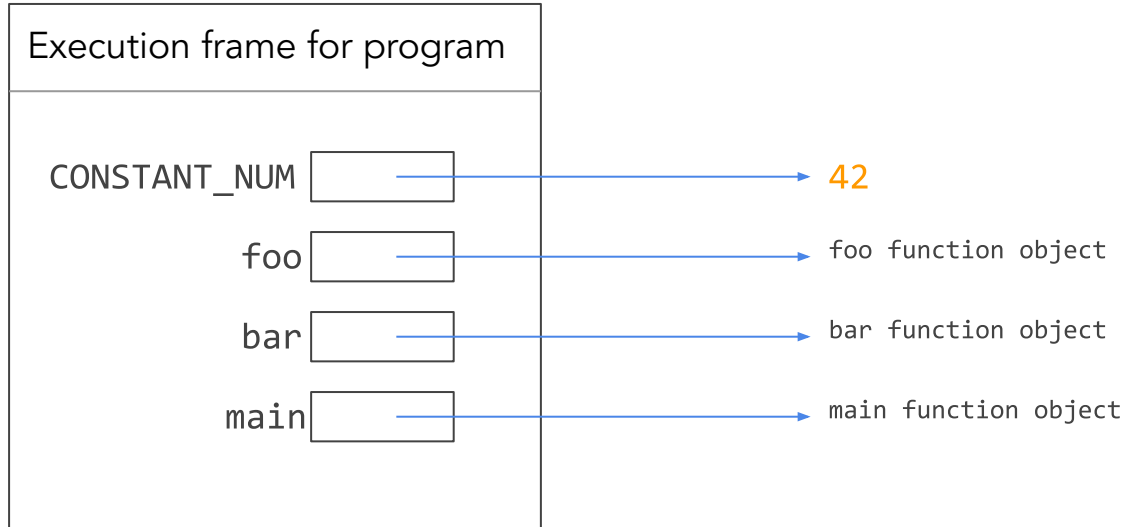 Execution frame for program
CONSTANT_NUM 42
foo foo function object
bar bar function object
main main function object